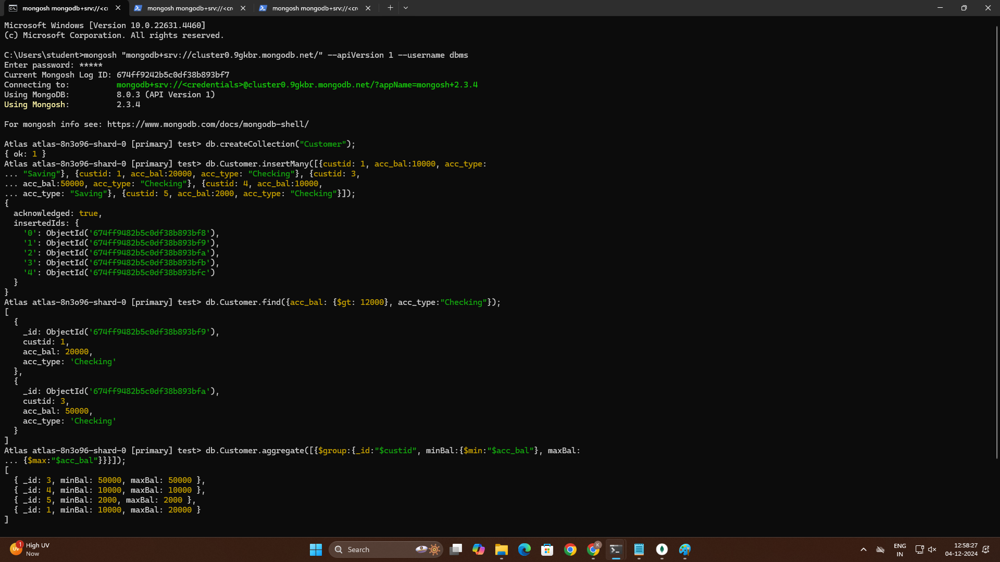 mongosh mongodb+srv://<cr
mongosh mongodb+srv://<cre
mongosh mongodb+srv://<cre
Microsoft Windows [Version 10.0.22631.4460]
(c) Microsoft Corporation. All rights reserved.
C:\Users\student>mongosh "mongodb+srv://cluster0.9gkbr.mongodb.net/" --apiVersion 1 --username dbms
Enter password: *****
Current Mongosh Log ID: 674ff9242b5c0df38b893bf7
Connecting to:          mongodb+srv://<credentials>@cluster0.9gkbr.mongodb.net/?appName=mongosh+2.3.4
Using MongoDB:          8.0.3 (API Version 1)
Using Mongosh:          2.3.4
For mongosh info see: https://www.mongodb.com/docs/mongodb-shell/
Atlas atlas-8n3o96-shard-0 [primary] test> db.createCollection("Customer");
{ ok: 1 }
Atlas atlas-8n3o96-shard-0 [primary] test> db.Customer.insertMany([{custid: 1, acc_bal:10000, acc_type:
... "Saving"}, {custid: 1, acc_bal:20000, acc_type: "Checking"}, {custid: 3,
... acc_bal:50000, acc_type: "Checking"}, {custid: 4, acc_bal:10000,
... acc_type: "Saving"}, {custid: 5, acc_bal:2000, acc_type: "Checking"}]);
{
  acknowledged: true,
  insertedIds: {
    '0': ObjectId('674ff9482b5c0df38b893bf8'),
    '1': ObjectId('674ff9482b5c0df38b893bf9'),
    '2': ObjectId('674ff9482b5c0df38b893bfa'),
    '3': ObjectId('674ff9482b5c0df38b893bfb'),
    '4': ObjectId('674ff9482b5c0df38b893bfc')
  }
}
Atlas atlas-8n3o96-shard-0 [primary] test> db.Customer.find({acc_bal: {$gt: 12000}, acc_type:"Checking"});
[
  {
    _id: ObjectId('674ff9482b5c0df38b893bf9'),
    custid: 1,
    acc_bal: 20000,
    acc_type: 'Checking'
  },
  {
    _id: ObjectId('674ff9482b5c0df38b893bfa'),
    custid: 3,
    acc_bal: 50000,
    acc_type: 'Checking'
  }
]
Atlas atlas-8n3o96-shard-0 [primary] test> db.Customer.aggregate([{$group:{_id:"$custid", minBal:{$min:"$acc_bal"}, maxBal:
... {$max:"$acc_bal"}}}]);
[
  { _id: 3, minBal: 50000, maxBal: 50000 },
  { _id: 4, minBal: 10000, maxBal: 10000 },
  { _id: 5, minBal: 2000, maxBal: 2000 },
  { _id: 1, minBal: 10000, maxBal: 20000 }
]
UV
1
High UV
Now
Search
K
ENG
IN
12:58:27
04-12-2024